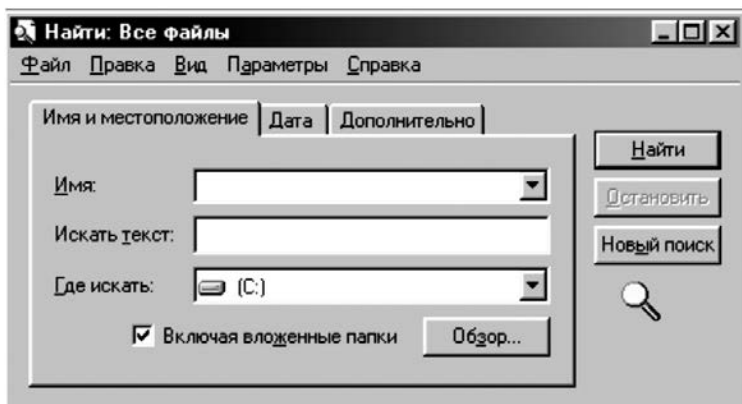 Найти: Все файлы
Файл Правка Вид Параметры Справка
Имя и местоположение Дата Дополнительно
Имя:
Искать текст:
Где искать: (C:)
Включая вложенные папки Обзор...
Найти
Остановить
Новый поиск